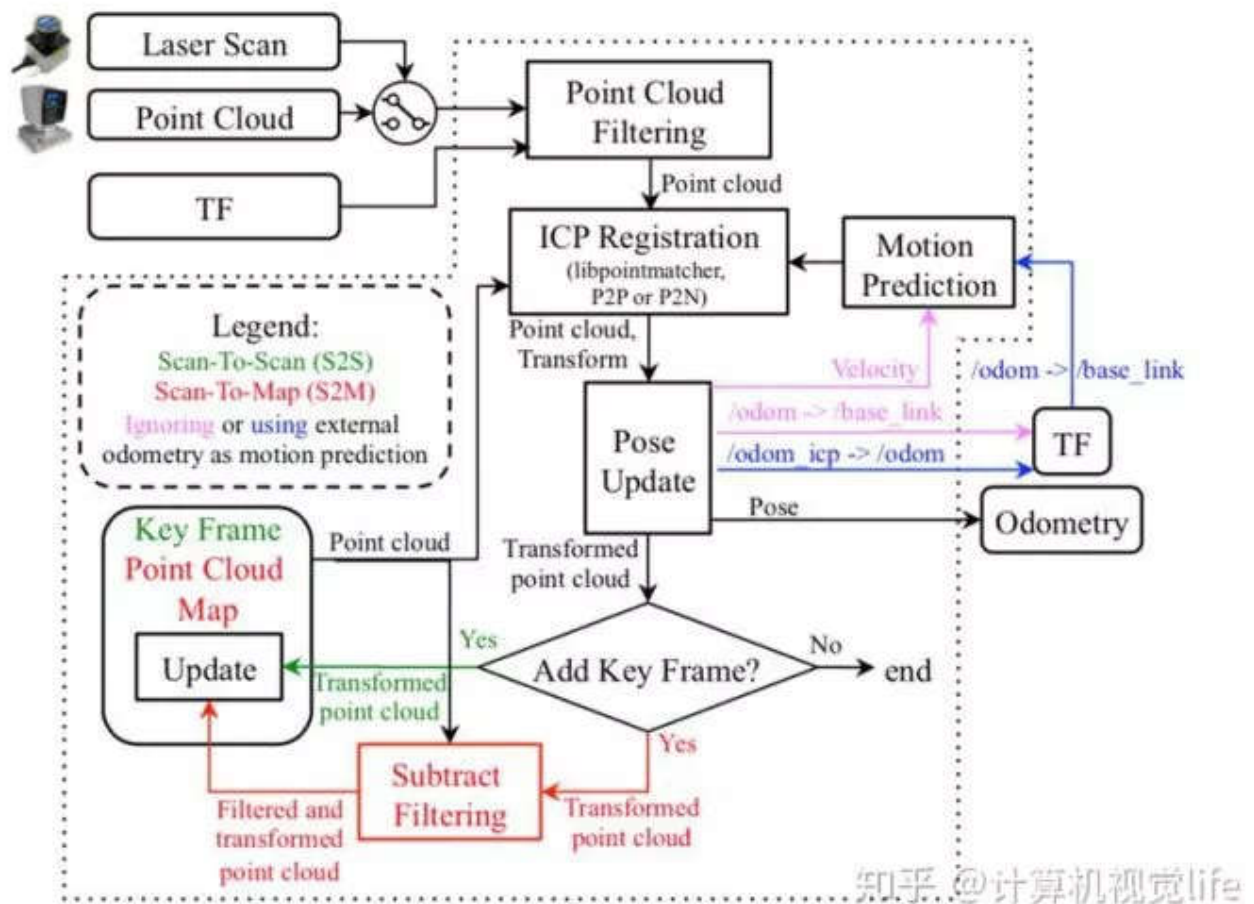 Laser Scan
Point Cloud
TF
Point Cloud
Filtering
Point cloud
ICP Registration
(libpointmatcher,
P2P or P2N)
Motion
Prediction
Legend:
Scan-To-Scan (S2S)
Scan-To-Map (S2M)
Ignoring or using external
odometry as motion prediction
Point cloud,
Transform
Velocity
/odom -> /base_link
/odom -> /base_link
TF
Pose
Update
/odom_icp -> /odom
Pose
Odometry
Key Frame
Point Cloud
Map
Update
Point cloud
Transformed
point cloud
Yes
Transformed
point cloud
Add Key Frame?
No
end
Yes
Subtract
Filtering
Transformed
point cloud
Filtered and
transformed
point cloud
知乎 @计算机视觉life